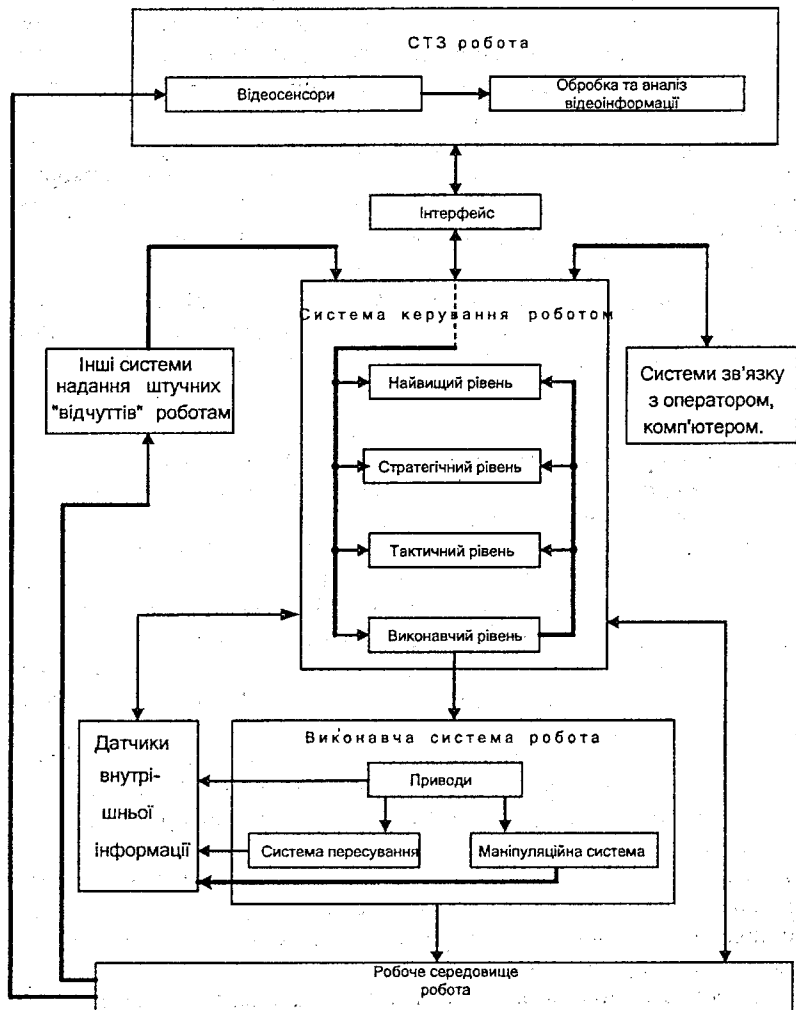 СТЗ робота
Відеосенсори
Обробка та аналіз
відеоінформації
Інтерфейс
Система керування роботом
Інші системи
надання штучних
"відчуттів" роботам
Найвищий рівень
Системи зв'язку
з оператором,
комп'ютером.
Стратегічний рівень
Тактичний рівень
Виконавчий рівень
Датчики
внутрі-
шньої
інформації
Виконавча система робота
Приводи
Система пересування
Маніпуляційна система
Робоче середовище
робота